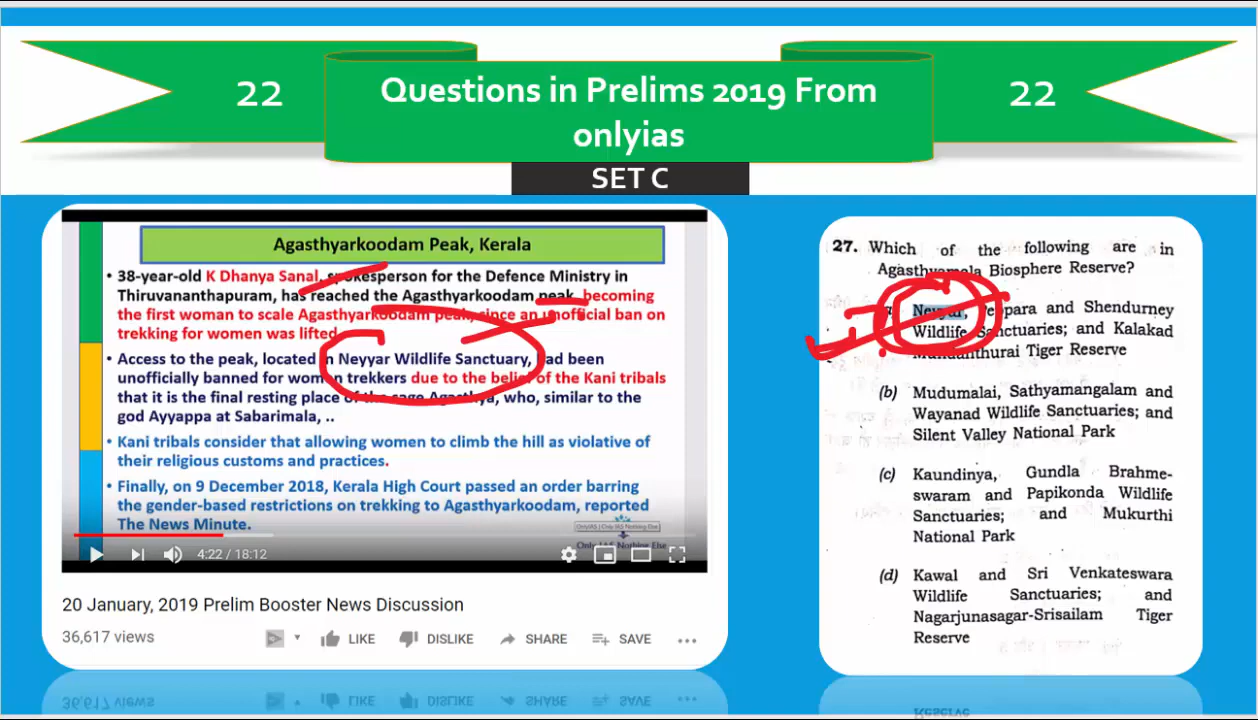 22
Questions in Prelims 2019 From
onlyias
22
SET C
Agasthyarkoodam Peak, Kerala
• 38-year-old K Dhanya Sanal, spokesperson for the Defence Ministry in
Thiruvananthapuram, has reached the Agasthyarkoodam peak, becoming
the first woman to scale Agasthyarkoodam peak, since an unofficial ban on
trekking for women was lifted
• Access to the peak, located in Neyyar Wildlife Sanctuary, had been
unofficially banned for women trekkers due to the belief of the Kani tribals
that it is the final resting place of the sage Agasthya, who, similar to the
god Ayyappa at Sabarimala, ..
• Kani tribals consider that allowing women to climb the hill as violative of
their religious customs and practices.
• Finally, on 9 December 2018, Kerala High Court passed an order barring
the gender-based restrictions on trekking to Agasthyarkoodam, reported
The News Minute.
OnlyIAS | Only IAS Nothing Else
Only IAS Nothing Else
4:22 / 18:12
20 January, 2019 Prelim Booster News Discussion
36,617 views
LIKE
DISLIKE
SHARE
SAVE
27. Which of the following are in
Agasthyamala Biosphere Reserve?
Neyyar, Peppara and Shendurney
Wildlife Sanctuaries; and Kalakad
Mundanthurai Tiger Reserve
(b) Mudumalai, Sathyamangalam and
Wayanad Wildlife Sanctuaries; and
Silent Valley National Park
(c) Kaundinya, Gundla Brahme-
swaram and Papikonda Wildlife
Sanctuaries; and Mukurthi
National Park
(d) Kawal and Sri Venkateswara
Wildlife Sanctuaries; and
Nagarjunasagar-Srisailam Tiger
Reserve